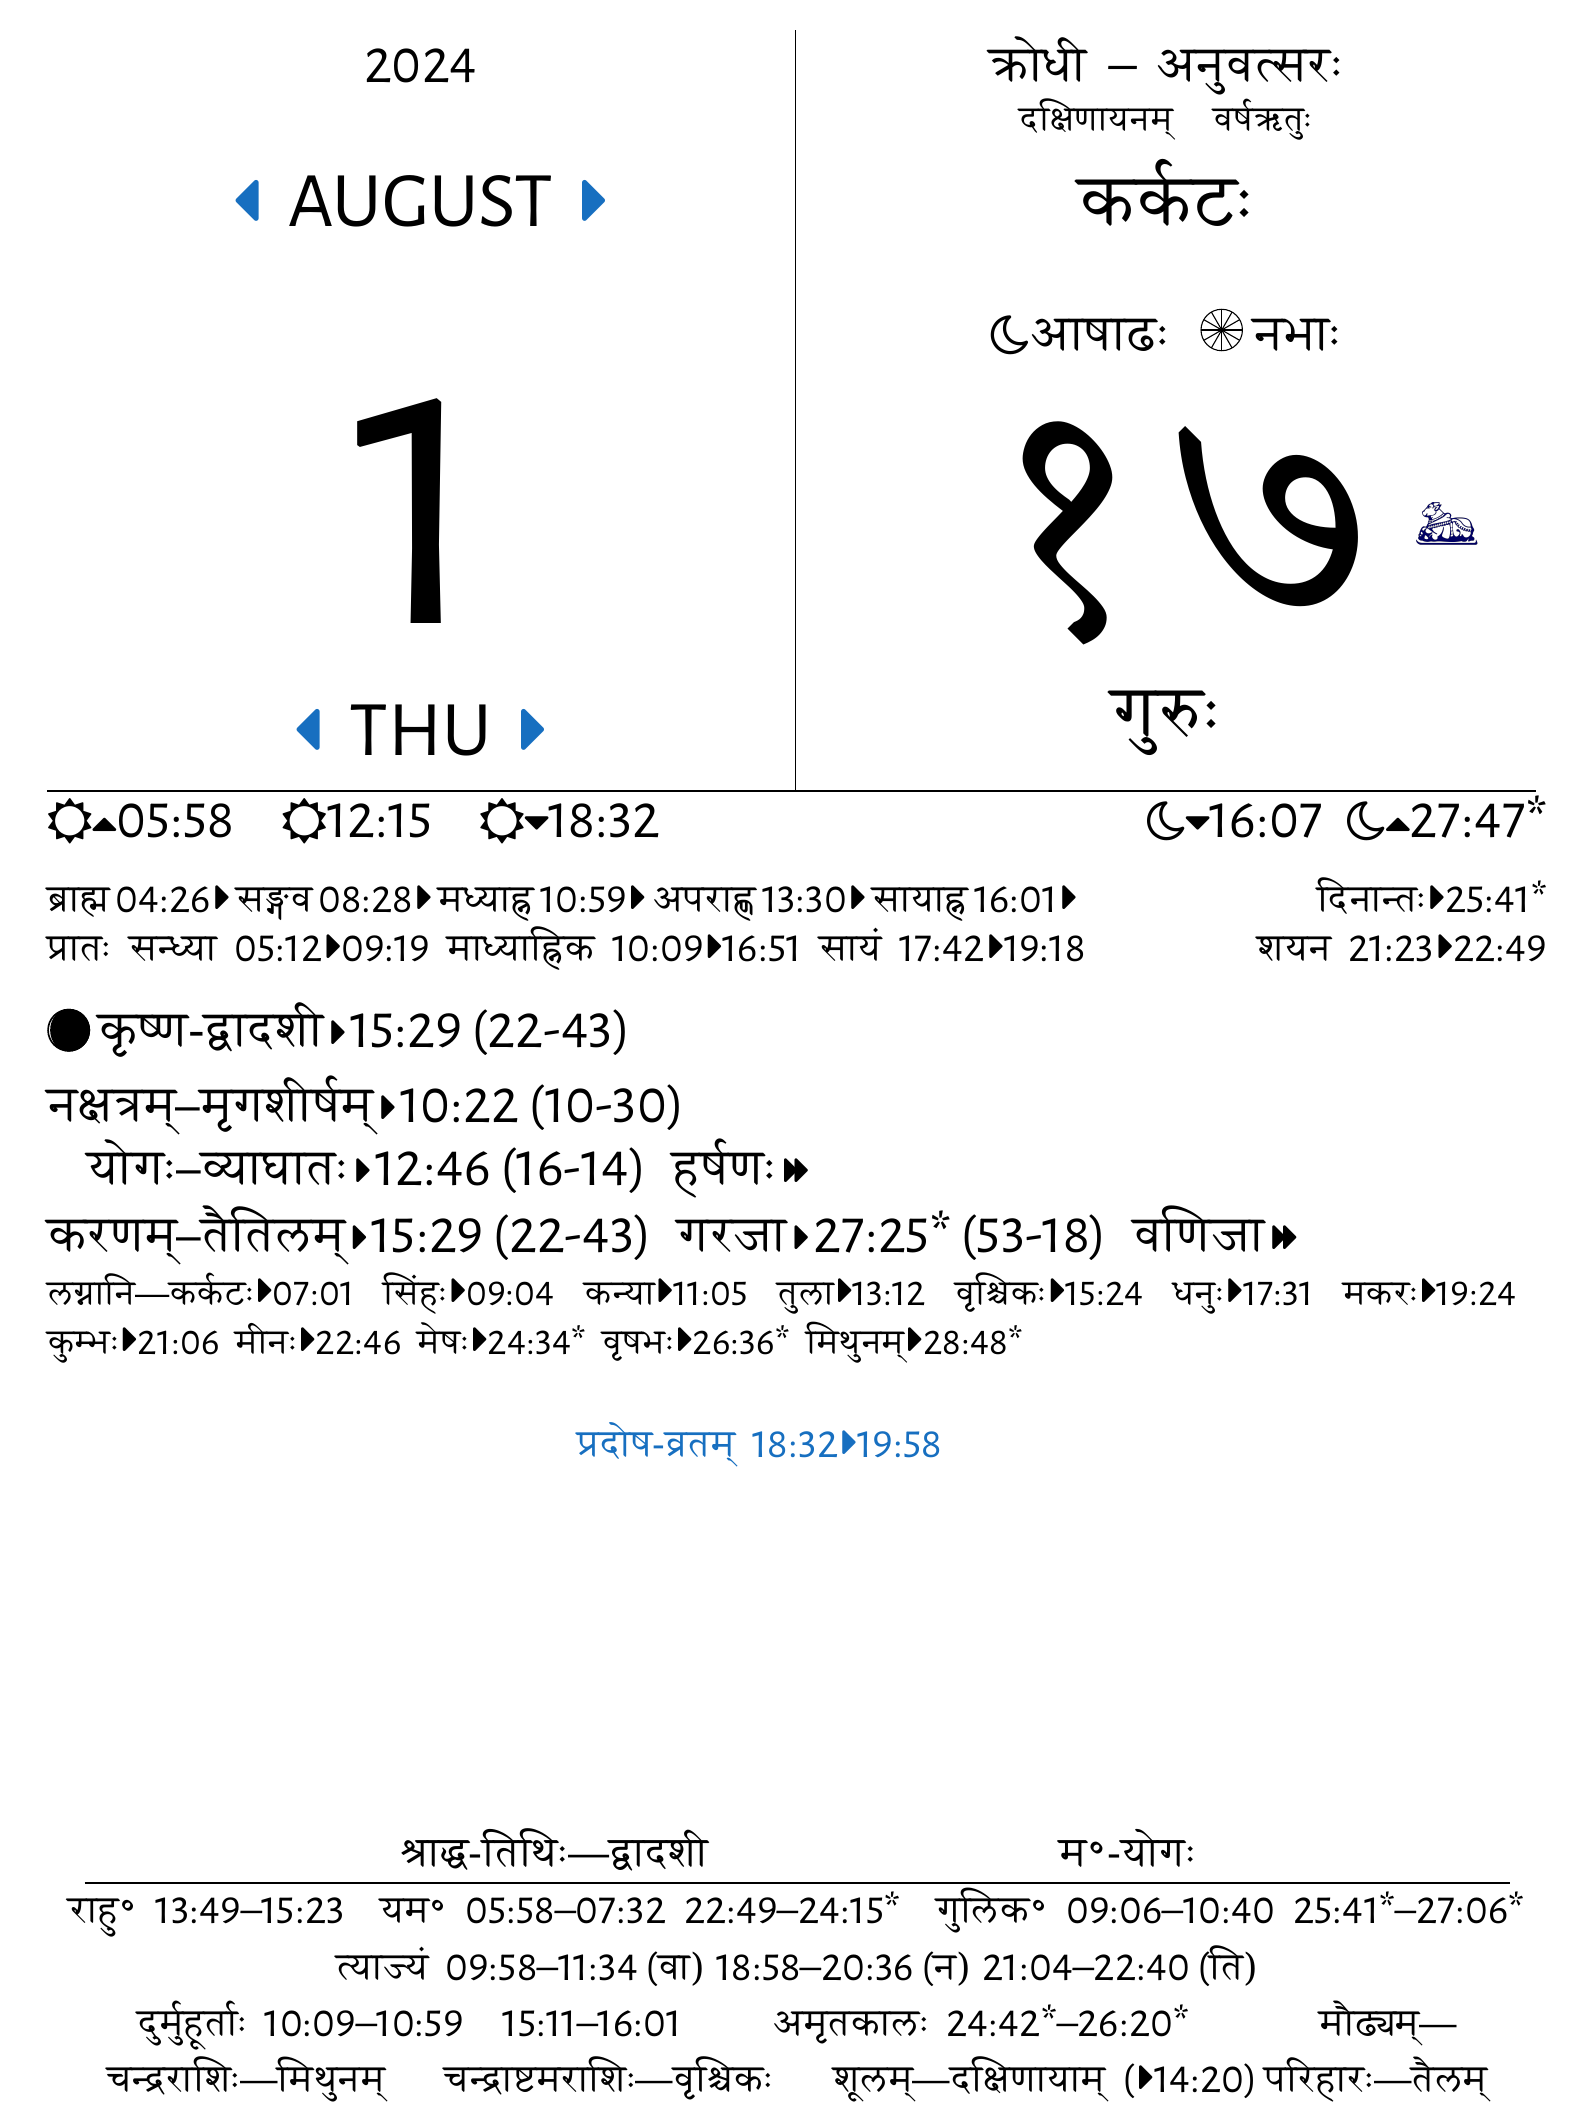 2024
AUGUST
1
THU
क्रोधी – अनुवत्सरः
दक्षिणायनम् वर्षऋतुः
कर्कटः
आषाढः नभाः
१७
गुरुः
05:58 12:15 18:32 16:07 27:47*
ब्राह्म 04:26 सङ्गव 08:28 मध्याह्न 10:59 अपराह्ण 13:30 सायाह्न 16:01 दिनान्तः 25:41*
प्रातः सन्ध्या 05:12 09:19 माध्याह्निक 10:09 16:51 सायं 17:42 19:18 शयन 21:23 22:49
कृष्ण-द्वादशी 15:29 (22-43)
नक्षत्रम्–मृगशीर्षम् 10:22 (10-30)
योगः–व्याघातः 12:46 (16-14) हर्षणः
करणम्–तैतिलम् 15:29 (22-43) गरजा 27:25* (53-18) वणिजा
लग्नानि—कर्कटः 07:01 सिंहः 09:04 कन्या 11:05 तुला 13:12 वृश्चिकः 15:24 धनुः 17:31 मकरः 19:24
कुम्भः 21:06 मीनः 22:46 मेषः 24:34* वृषभः 26:36* मिथुनम् 28:48*
प्रदोष-व्रतम् 18:32 19:58
श्राद्ध-तिथिः—द्वादशी म॰-योगः
राहु॰ 13:49–15:23 यम॰ 05:58–07:32 22:49–24:15* गुलिक॰ 09:06–10:40 25:41*–27:06*
त्याज्यं 09:58–11:34 (वा) 18:58–20:36 (न) 21:04–22:40 (ति)
दुर्मुहूर्ताः 10:09–10:59 15:11–16:01 अमृतकालः 24:42*–26:20* मौढ्यम्—
चन्द्रराशिः—मिथुनम् चन्द्राष्टमराशिः—वृश्चिकः शूलम्—दक्षिणायाम् (14:20) परिहारः—तैलम्